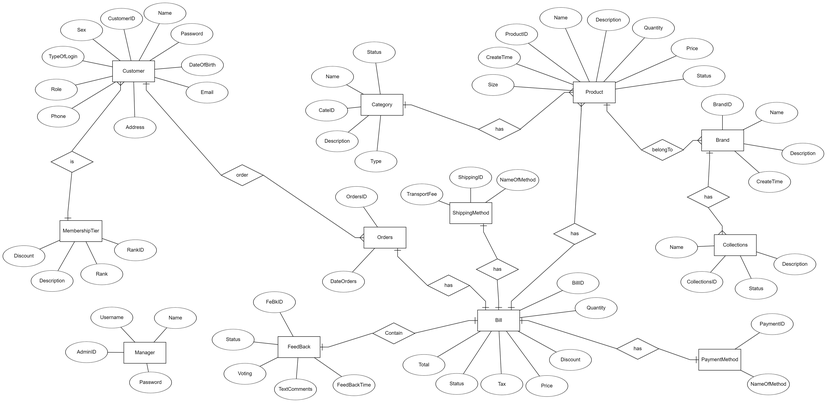 Name
CustomerID
Sex
Password
TypeOfLogin
DateOfBirth
Customer
Role
Email
Phone
Address
is
order
MembershipTier
Discount
RankID
Description
Rank
Username
Name
AdminID
Manager
Password
Status
Name
CateID
Category
Description
Type
has
Name
Description
ProductID
Quantity
CreateTime
Price
Size
Status
Product
belongTo
BrandID
Name
Brand
Description
CreateTime
has
Name
Collections
Description
CollectionsID
Status
has
ShippingID
NameOfMethod
TransportFee
ShippingMethod
has
OrdersID
Orders
DateOrders
has
FeBkID
Status
FeedBack
Voting
TextComments
FeedBackTime
Contain
BillID
Quantity
Bill
Total
Status
Tax
Price
Discount
has
PaymentID
PaymentMethod
NameOfMethod